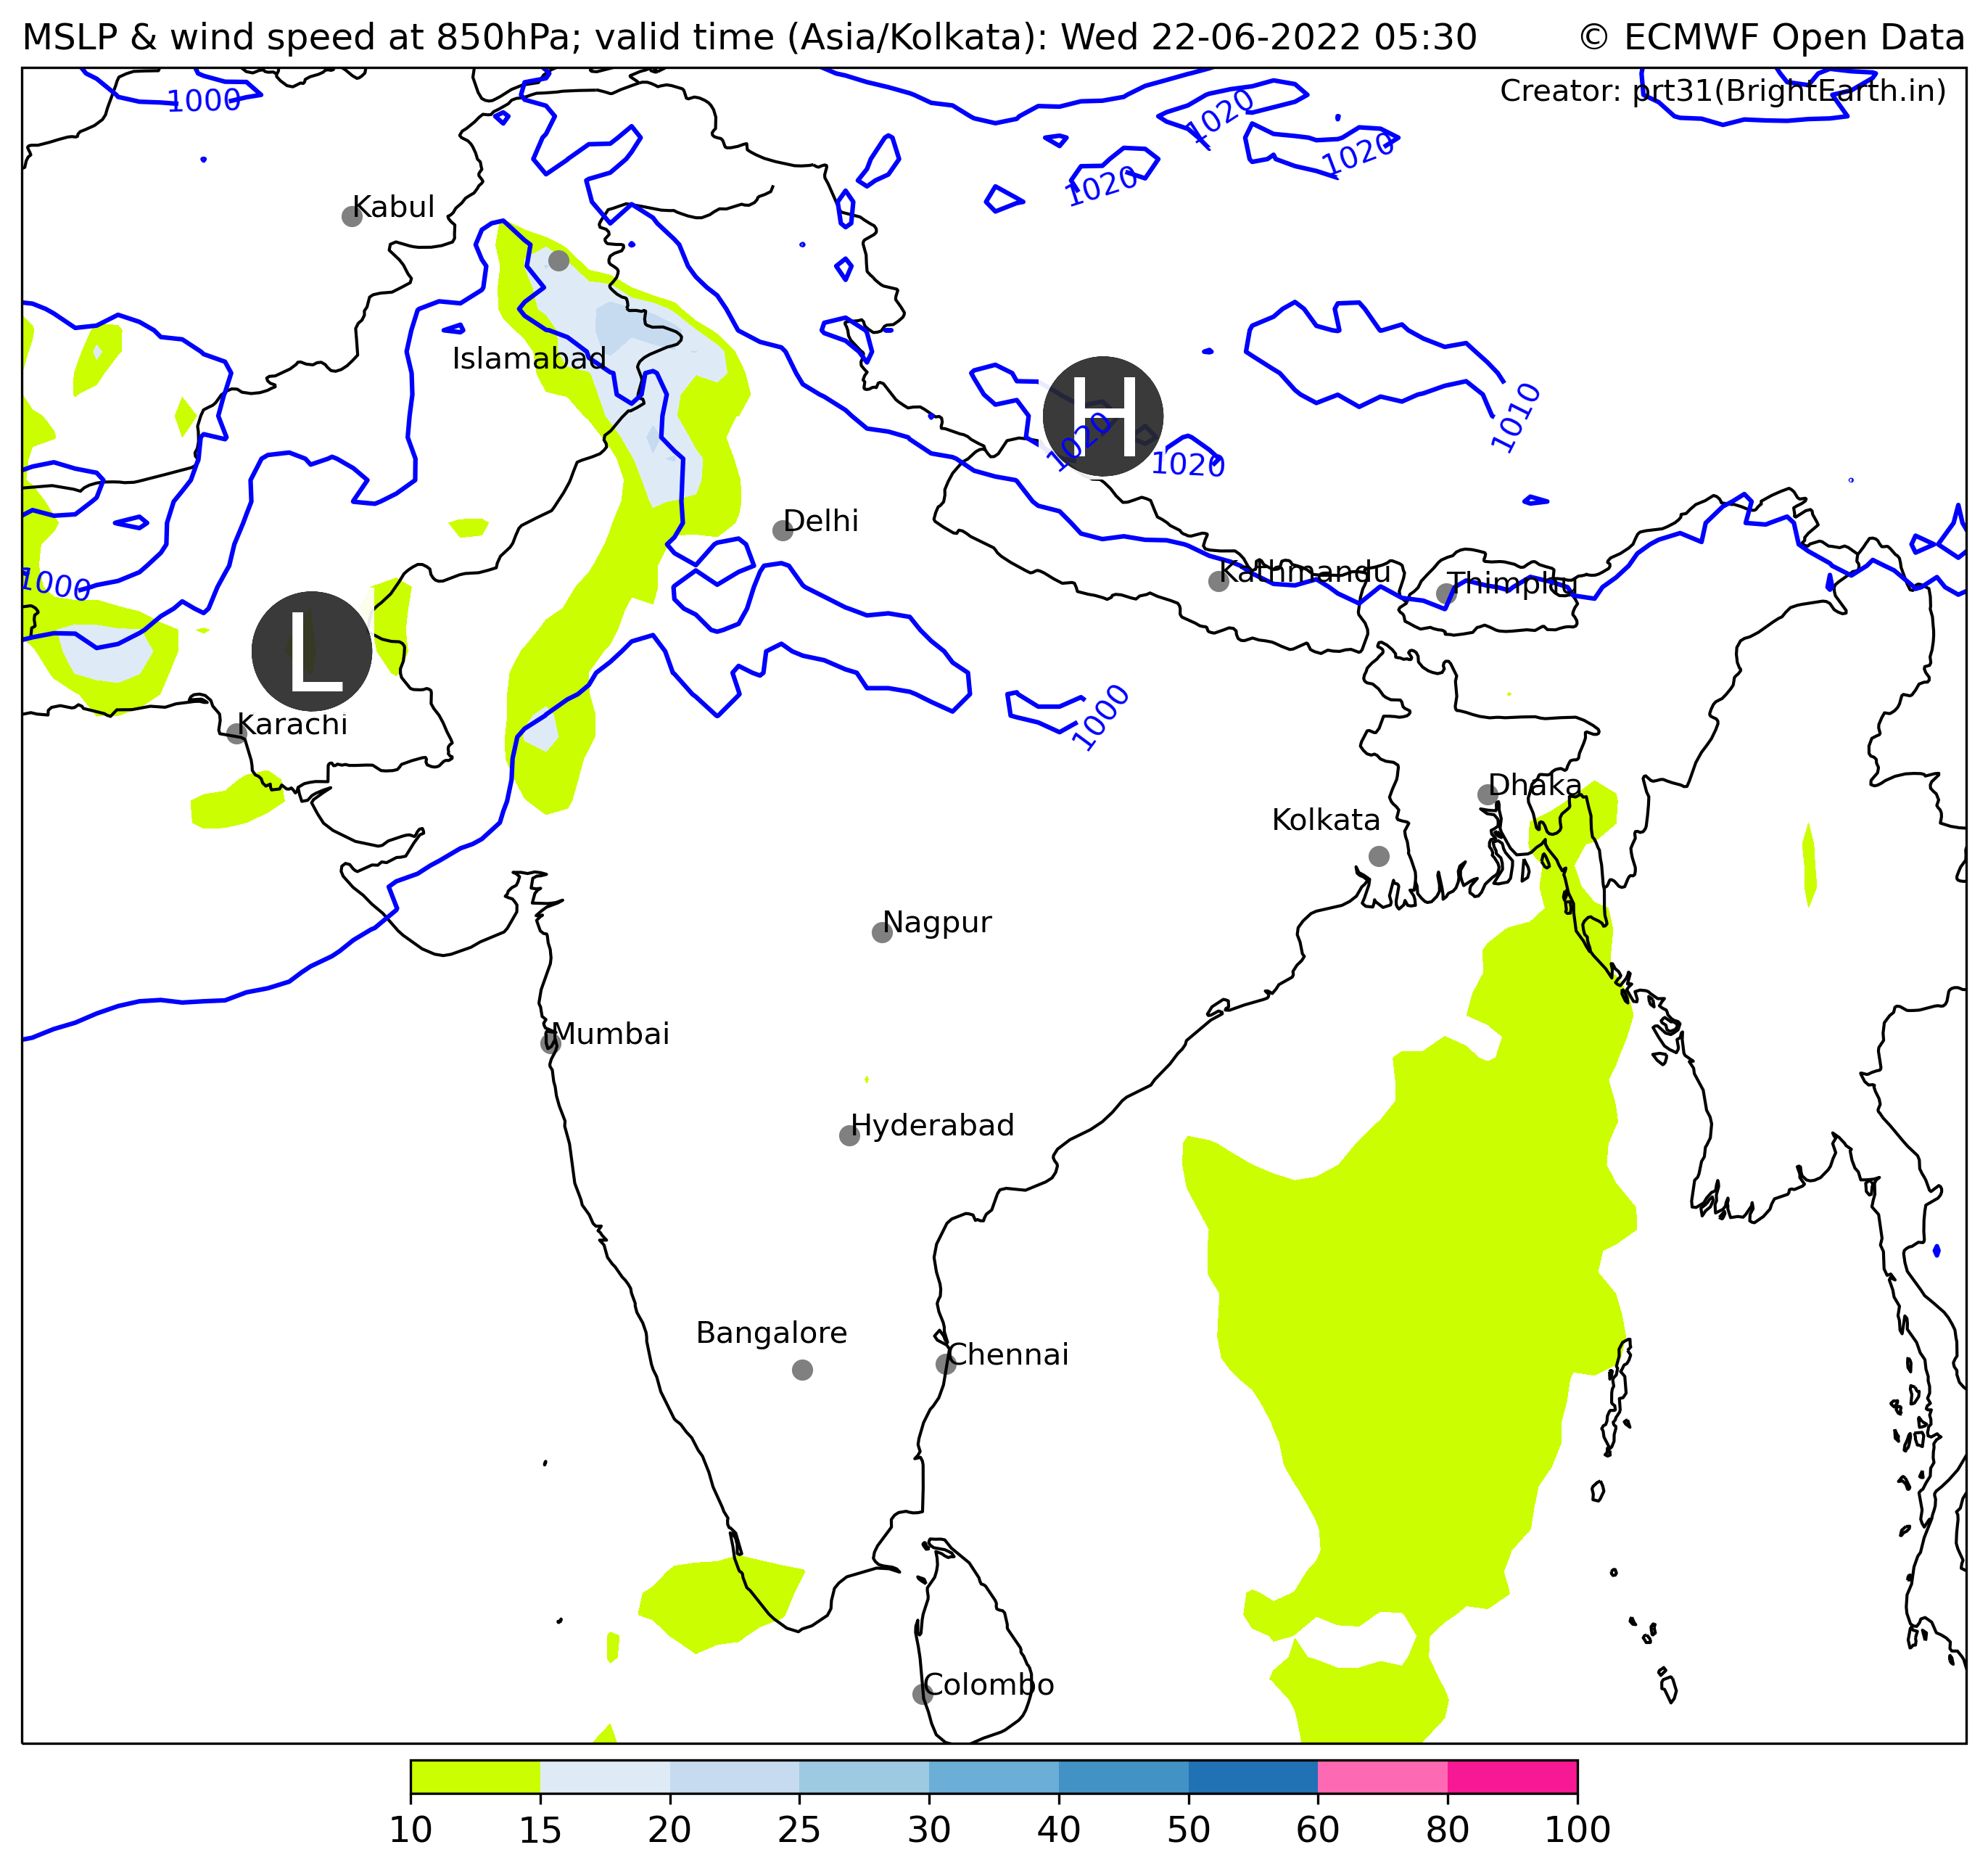 MSLP & wind speed at 850hPa; valid time (Asia/Kolkata): Wed 22-06-2022 05:30 © ECMWF Open Data
Creator: prt31(BrightEarth.in)
1000
1020
1020
1020
Kabul
Islamabad
H
1020
1020
1010
Delhi
1000
Kathmandu
Thimphu
L
Karachi
1000
Dhaka
Kolkata
Nagpur
Mumbai
Hyderabad
Bangalore
Chennai
Colombo
10 15 20 25 30 40 50 60 80 100